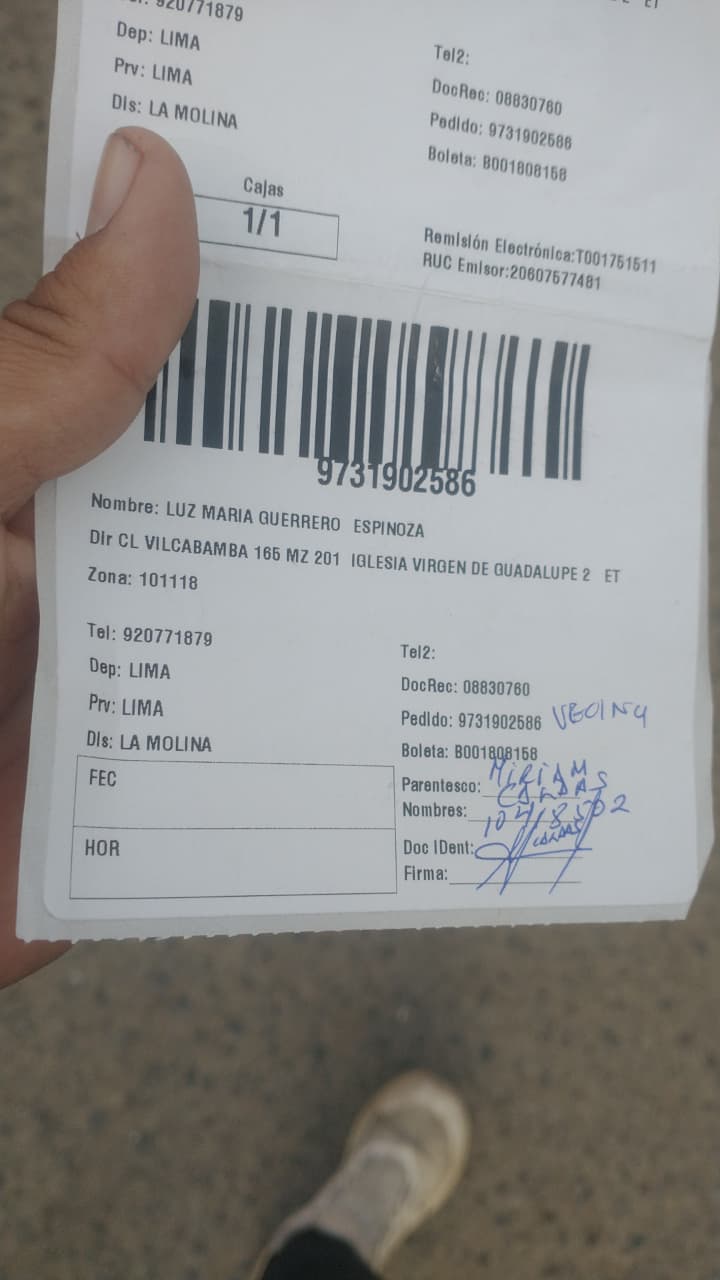 920771879
Dep: LIMA
Prv: LIMA
Dis: LA MOLINA
Tel2:
DocRec: 08830760
Pedido: 9731902586
Boleta: B001808158
Cajas
1/1
Remisión Electrónica:T001751511
RUC Emisor:20607577481
9731902586
Nombre: LUZ MARIA GUERRERO ESPINOZA
Dir CL VILCABAMBA 165 MZ 201 IGLESIA VIRGEN DE GUADALUPE 2 ET
Zona: 101118
Tel: 920771879
Dep: LIMA
Prv: LIMA
Dis: LA MOLINA
Tel2:
DocRec: 08830760
Pedido: 9731902586 VECINA
Boleta: B001808158
FEC
HOR
Parentesco: MIRIAM
Nombres: CALDAS
Doc IDent:
Firma: